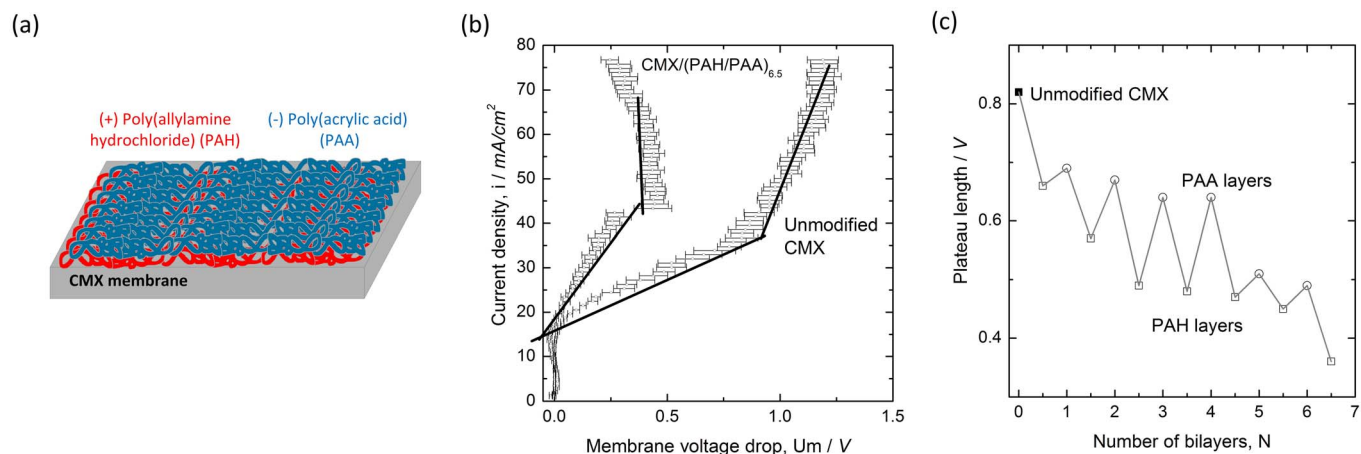 (a)
(+) Poly(allylamine
hydrochloride) (PAH)
(-) Poly(acrylic acid)
(PAA)
CMX membrane
(b)
80
70
60
50
40
30
20
10
0
Current density, i / mA/cm²
CMX/(PAH/PAA)6.5
Unmodified
CMX
0.0
0.5
1.0
1.5
Membrane voltage drop, Um / V
(c)
0.8
0.6
0.4
Plateau length / V
Unmodified CMX
PAA layers
PAH layers
0
1
2
3
4
5
6
7
Number of bilayers, N